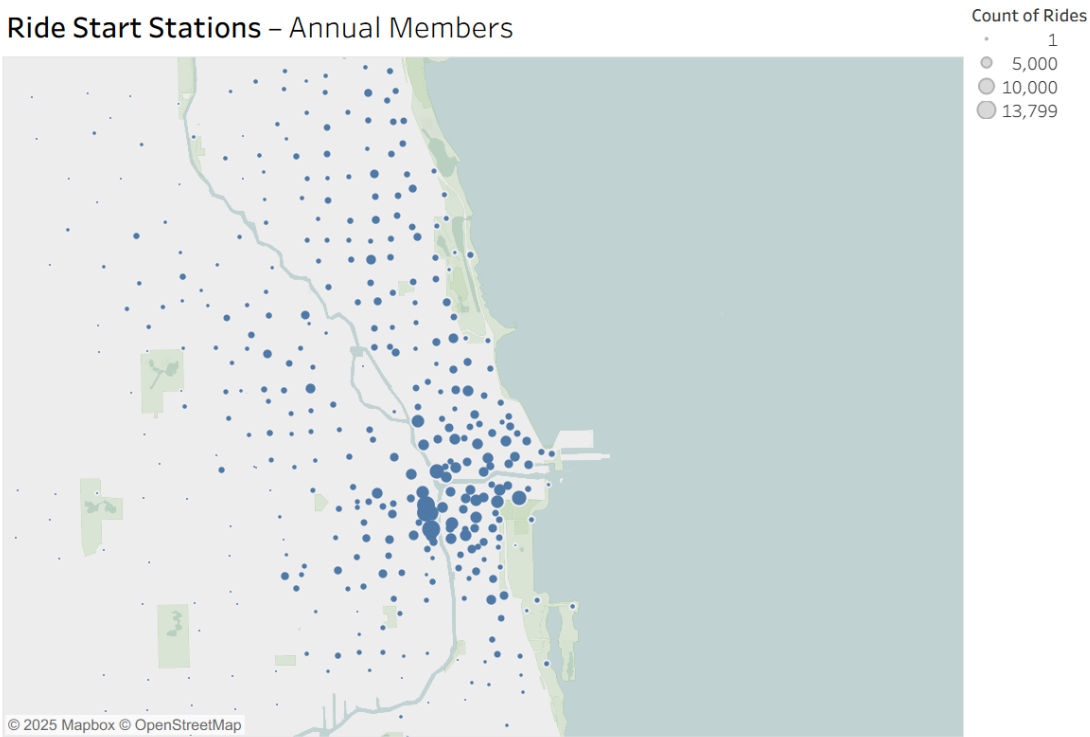 Ride Start Stations – Annual Members
Count of Rides
1
5,000
10,000
13,799
© 2025 Mapbox © OpenStreetMap